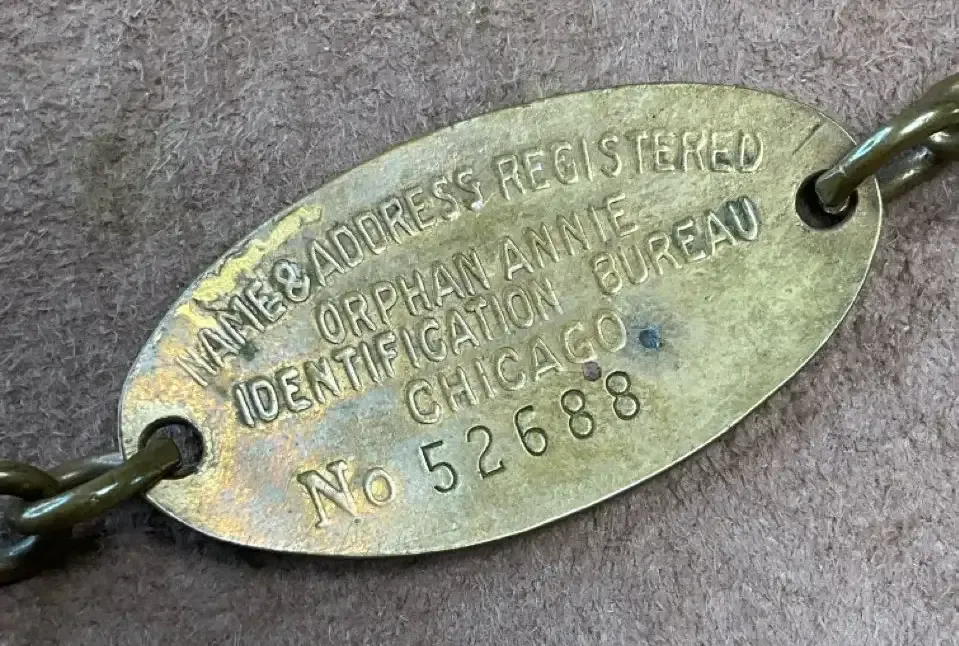 NAME & ADDRESS REGISTERED
ORPHAN ANNIE
IDENTIFICATION BUREAU
CHICAGO
No 52688